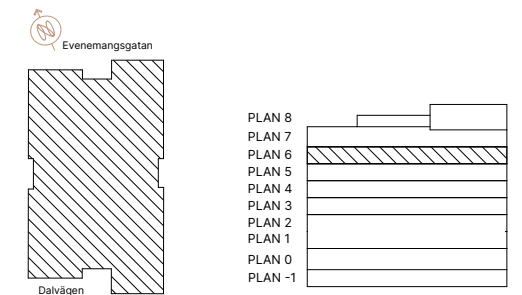 Evenemangsgatan
Dalvägen
PLAN 8
PLAN 7
PLAN 6
PLAN 5
PLAN 4
PLAN 3
PLAN 2
PLAN 1
PLAN 0
PLAN -1